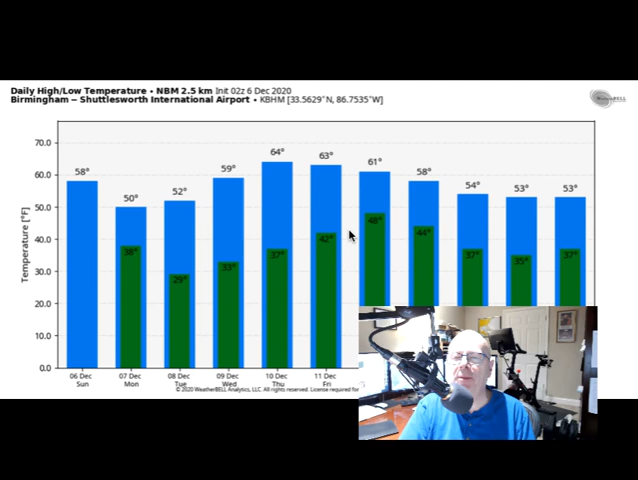 Daily High/Low Temperature • NBM 2.5 km Init 02z 6 Dec 2020
Birmingham − Shuttlesworth International Airport • KBHM [33.5629°N, 86.7535°W]
WeatherBELL
Temperature [°F]
70.0
60.0
50.0
40.0
30.0
20.0
10.0
0.0
58° 50° 52° 59° 64° 63° 61° 58° 54° 53° 53°
38° 29° 33° 37° 42° 48° 44° 37° 35° 37°
06 Dec 07 Dec 08 Dec 09 Dec 10 Dec 11 Dec
Sun Mon Tue Wed Thu Fri
© 2020 WeatherBELL Analytics, LLC. All rights reserved. License required for